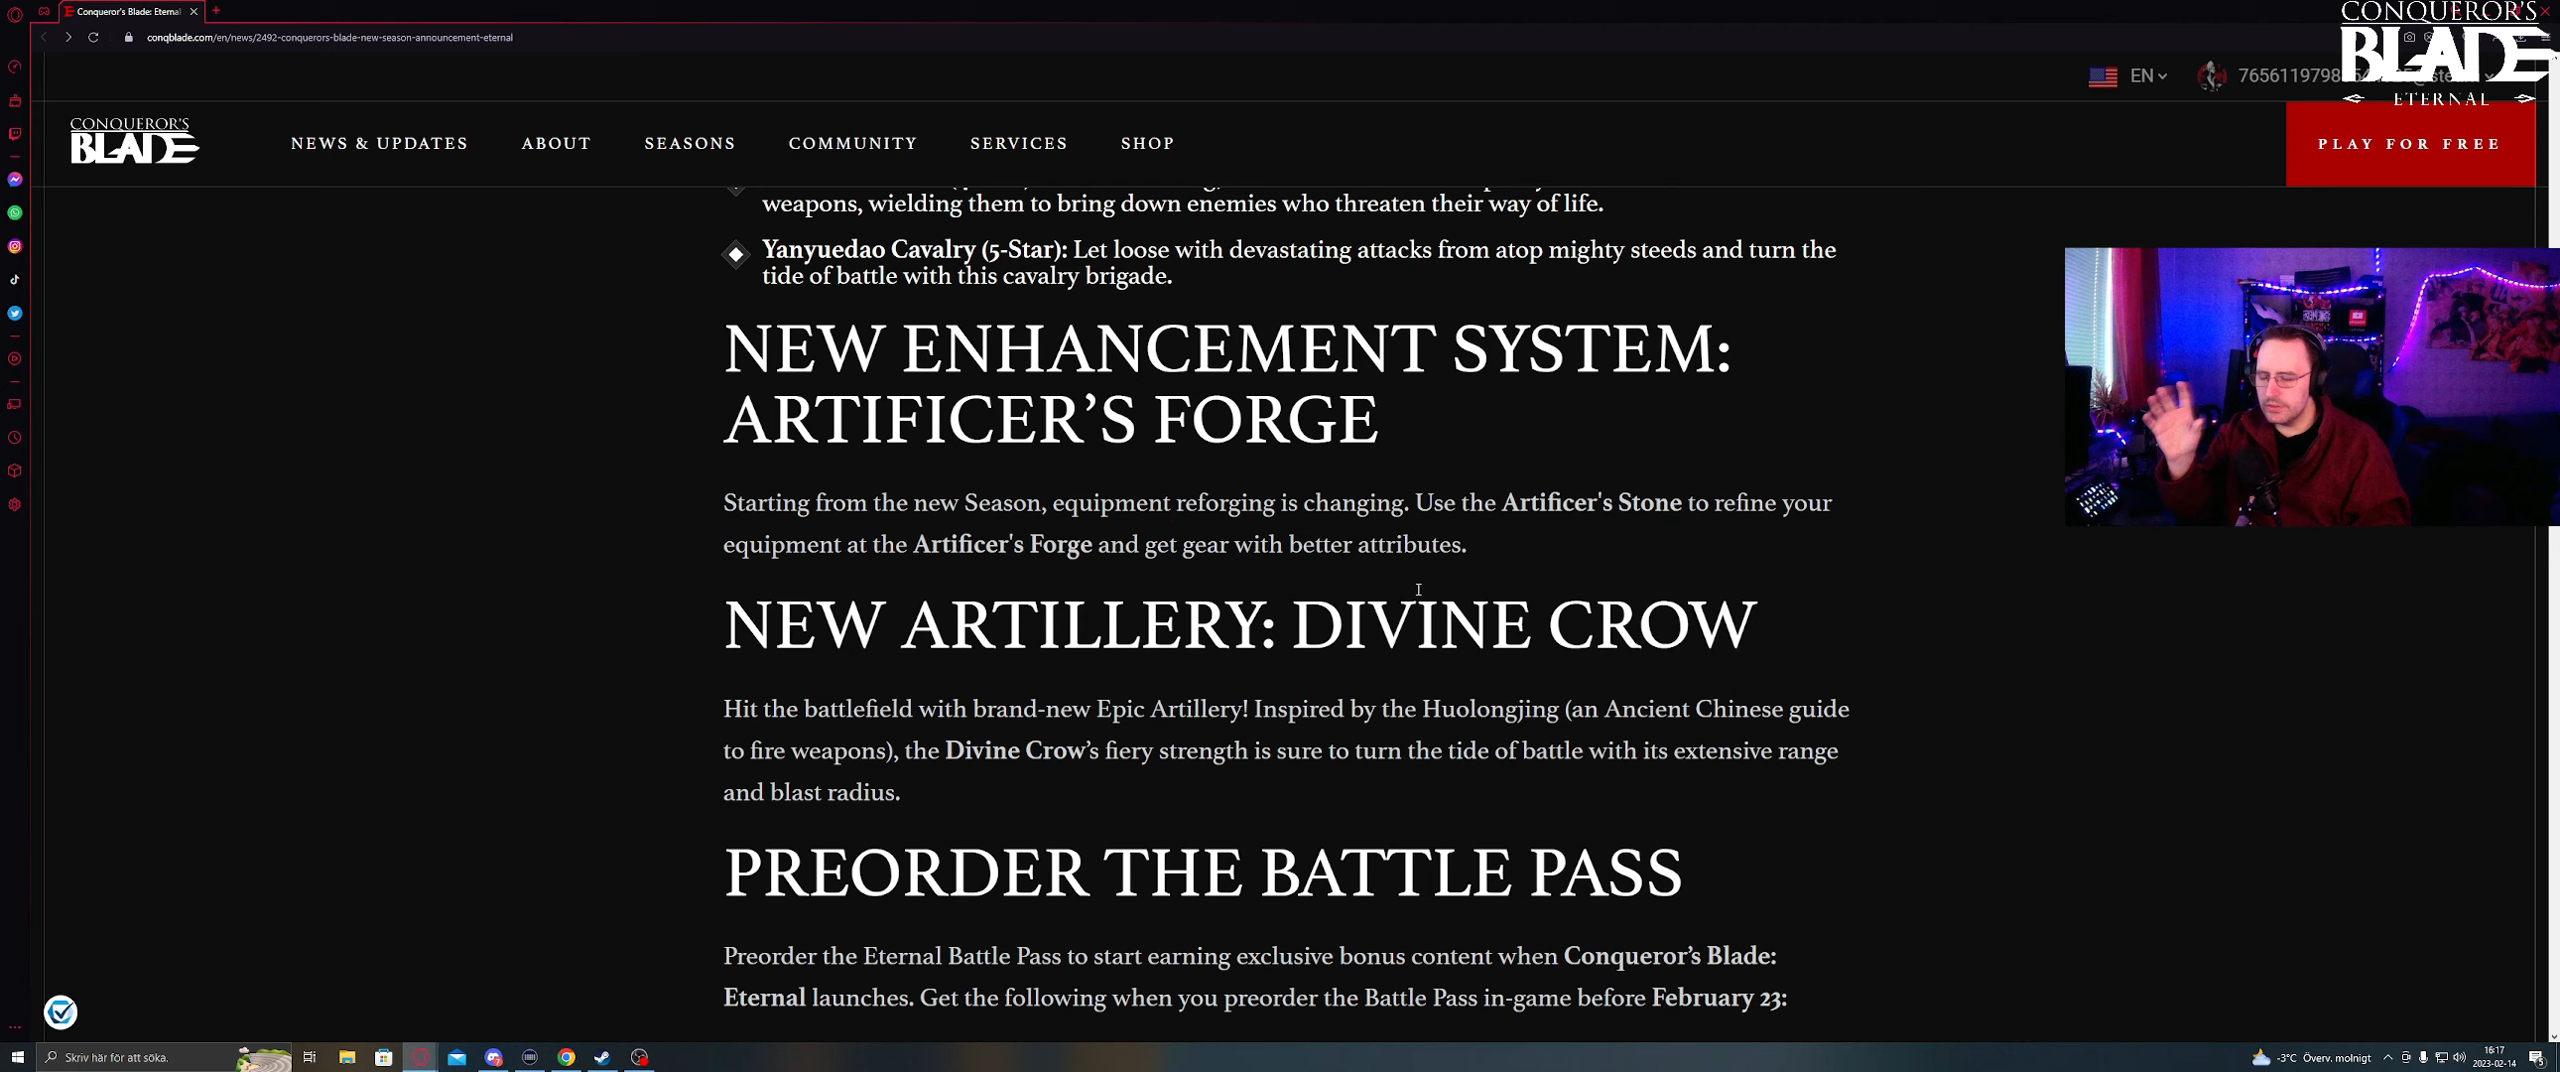 Conqueror's Blade: Eternal
conqblade.com/en/news/2492-conquerors-blade-new-season-announcement-eternal
CONQUEROR'S
BLADE
ETERNAL
EN
CONQUEROR'S
BLADE
NEWS & UPDATES
ABOUT
SEASONS
COMMUNITY
SERVICES
SHOP
PLAY FOR FREE
weapons, wielding them to bring down enemies who threaten their way of life.
Yanyuedao Cavalry (5-Star): Let loose with devastating attacks from atop mighty steeds and turn the
tide of battle with this cavalry brigade.
NEW ENHANCEMENT SYSTEM:
ARTIFICER’S FORGE
Starting from the new Season, equipment reforging is changing. Use the Artificer's Stone to refine your
equipment at the Artificer's Forge and get gear with better attributes.
NEW ARTILLERY: DIVINE CROW
Hit the battlefield with brand-new Epic Artillery! Inspired by the Huolongjing (an Ancient Chinese guide
to fire weapons), the Divine Crow’s fiery strength is sure to turn the tide of battle with its extensive range
and blast radius.
PREORDER THE BATTLE PASS
Preorder the Eternal Battle Pass to start earning exclusive bonus content when Conqueror’s Blade:
Eternal launches. Get the following when you preorder the Battle Pass in-game before February 23:
Skriv här för att söka.
-3°C Överv. molnigt
16:17
2023-02-14